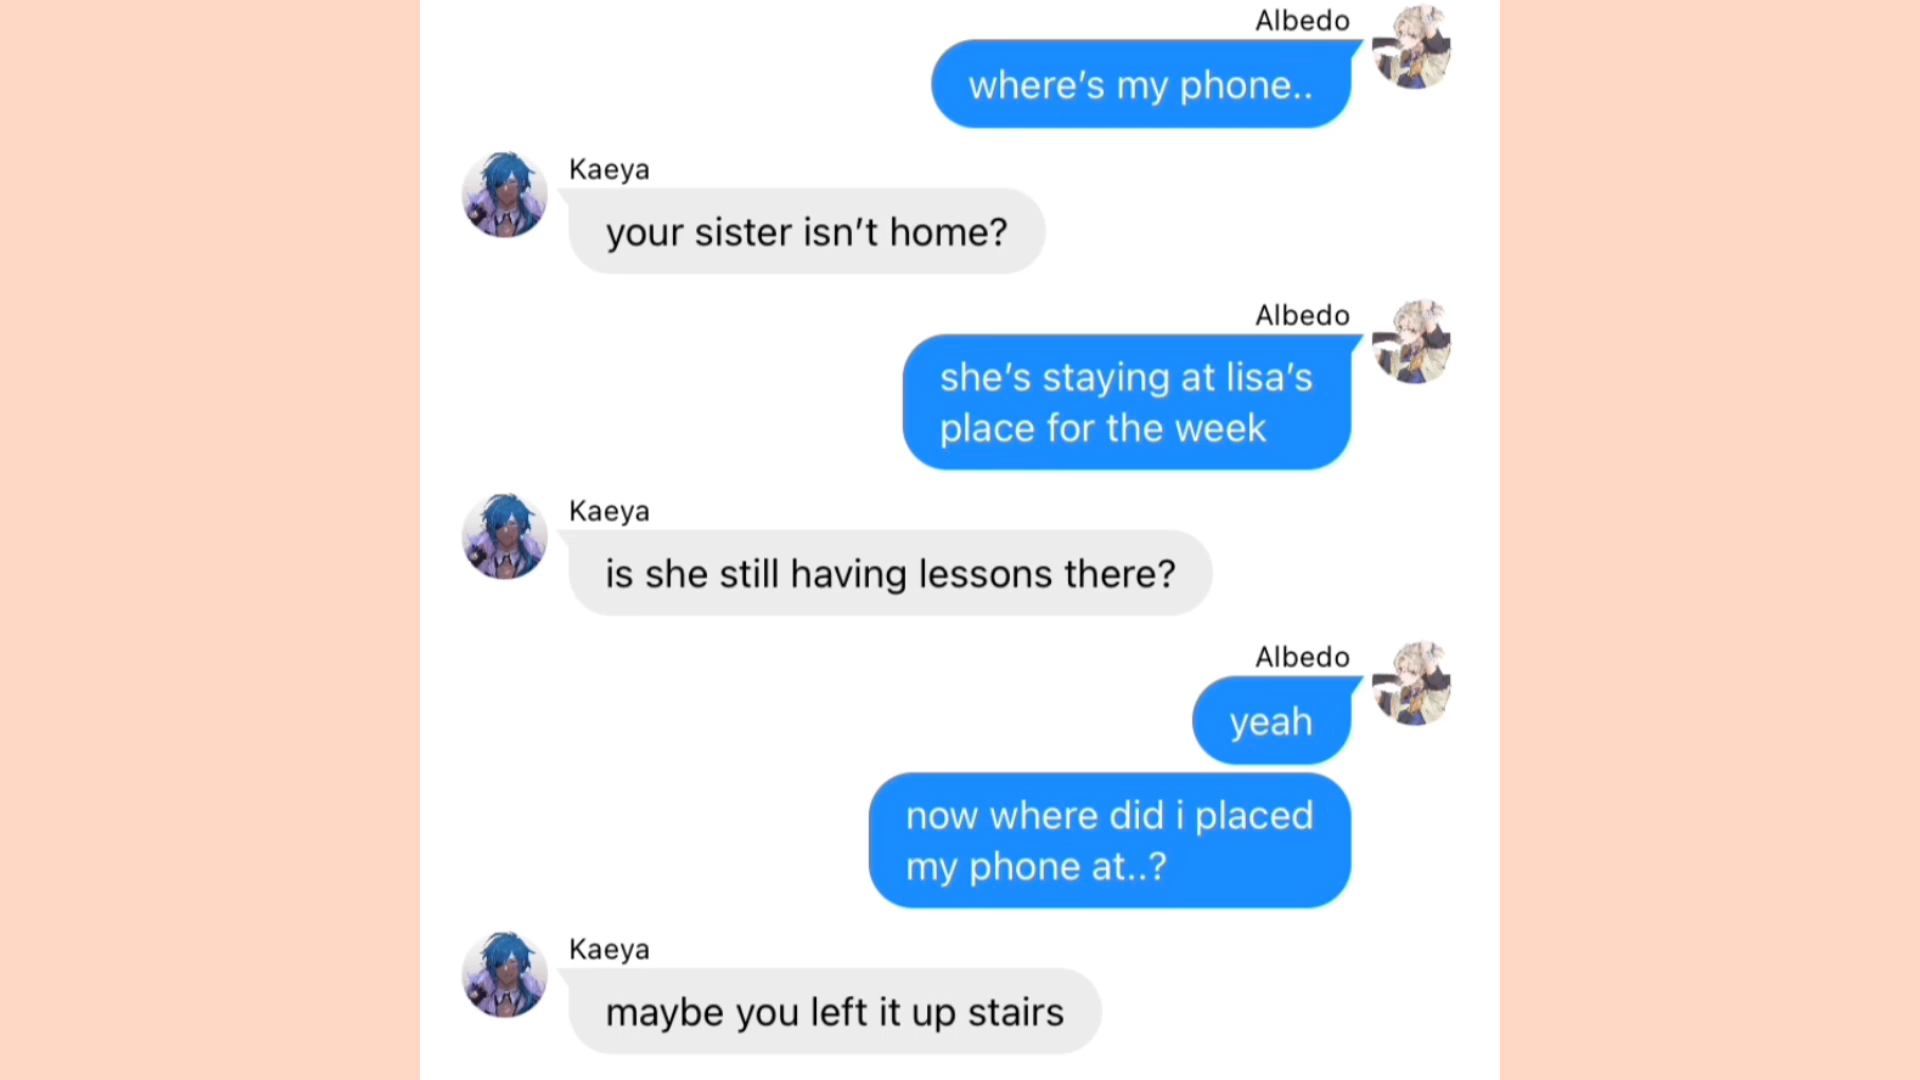 Albedo
where’s my phone..
Kaeya
your sister isn’t home?
Albedo
she’s staying at lisa’s
place for the week
Kaeya
is she still having lessons there?
Albedo
yeah
now where did i placed
my phone at..?
Kaeya
maybe you left it up stairs